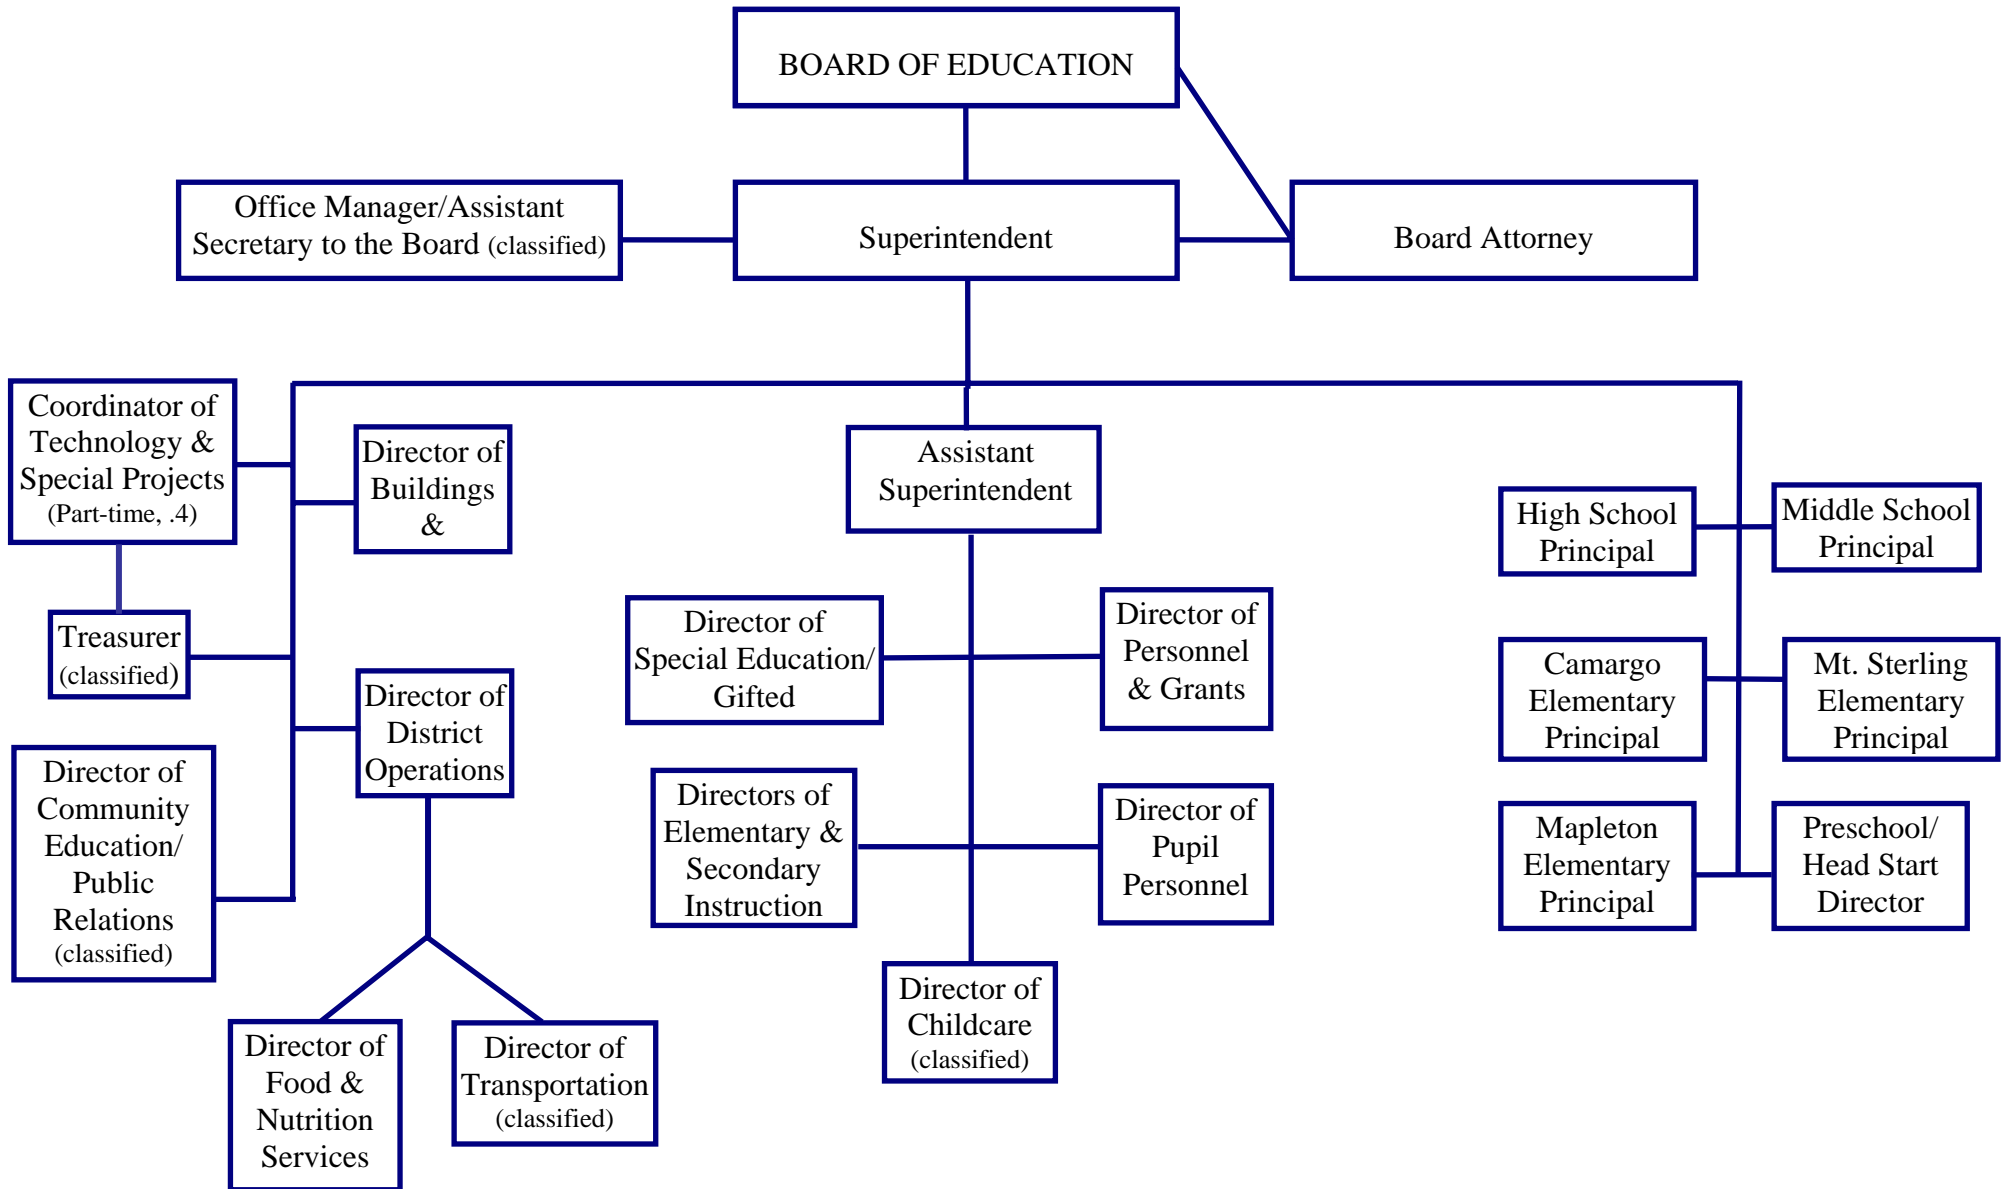 BOARD OF EDUCATION
Office Manager/Assistant
Secretary to the Board (classified)
Superintendent
Board Attorney
Coordinator of
Technology &
Special Projects
(Part-time, .4)
Director of
Buildings
&
Assistant
Superintendent
High School
Principal
Middle School
Principal
Treasurer
(classified)
Director of
Special Education/
Gifted
Director of
Personnel
& Grants
Camargo
Elementary
Principal
Mt. Sterling
Elementary
Principal
Director of
District
Operations
Director of
Community
Education/
Public
Relations
(classified)
Directors of
Elementary &
Secondary
Instruction
Director of
Pupil
Personnel
Mapleton
Elementary
Principal
Preschool/
Head Start
Director
Director of
Food &
Nutrition
Services
Director of
Transportation
(classified)
Director of
Childcare
(classified)